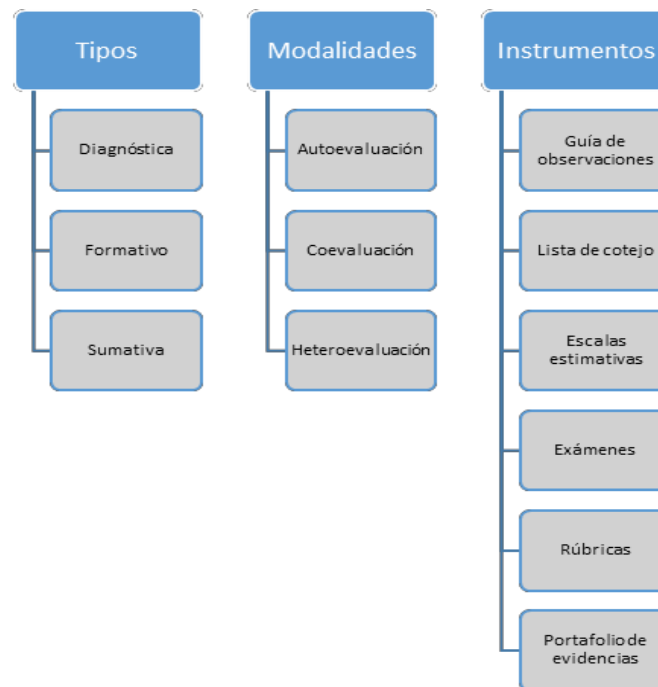 Tipos
Diagnóstica
Formativo
Sumativa
Modalidades
Autoevaluación
Coevaluación
Heteroevaluación
Instrumentos
Guía de
observaciones
Lista de cotejo
Escalas
estimativas
Exámenes
Rúbricas
Portafolio de
evidencias